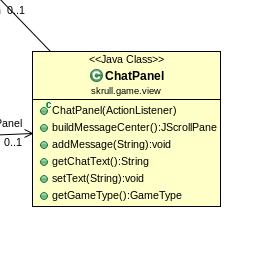 0..1
<<Java Class>>
C ChatPanel
skrull.game.view
C ChatPanel(ActionListener)
buildMessageCenter():JScrollPane
addMessage(String):void
getChatText():String
setText(String):void
getGameType():GameType
Panel
0..1